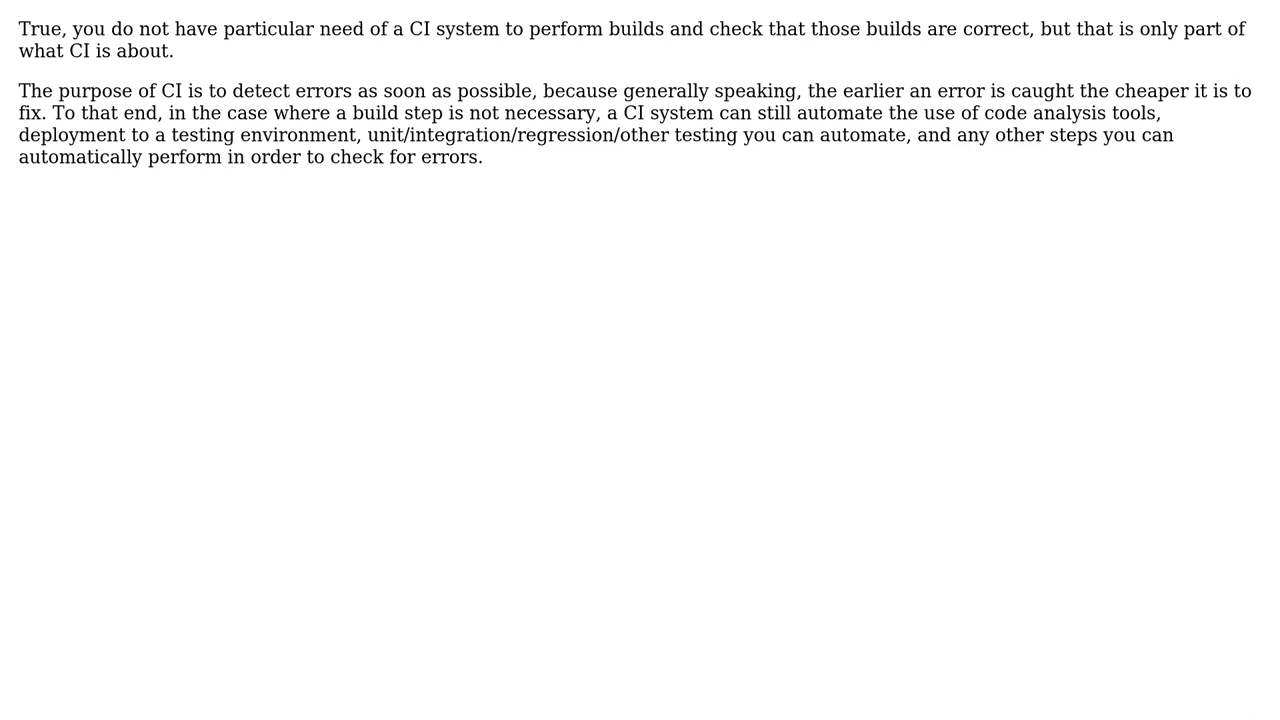 True, you do not have particular need of a CI system to perform builds and check that those builds are correct, but that is only part of
what CI is about.
The purpose of CI is to detect errors as soon as possible, because generally speaking, the earlier an error is caught the cheaper it is to
fix. To that end, in the case where a build step is not necessary, a CI system can still automate the use of code analysis tools,
deployment to a testing environment, unit/integration/regression/other testing you can automate, and any other steps you can
automatically perform in order to check for errors.